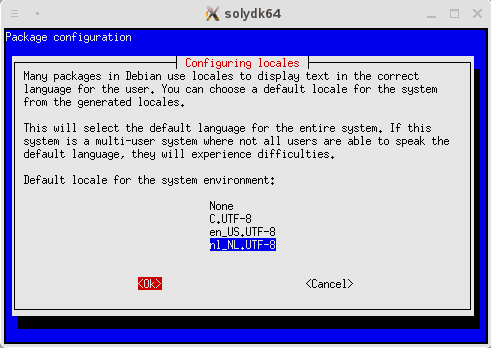 solydk64
Package configuration
Configuring locales
Many packages in Debian use locales to display text in the correct
language for the user. You can choose a default locale for the system
from the generated locales.
This will select the default language for the entire system. If this
system is a multi-user system where not all users are able to speak the
default language, they will experience difficulties.
Default locale for the system environment:
None
C.UTF-8
en_US.UTF-8
nl_NL.UTF-8
<Ok> <Cancel>